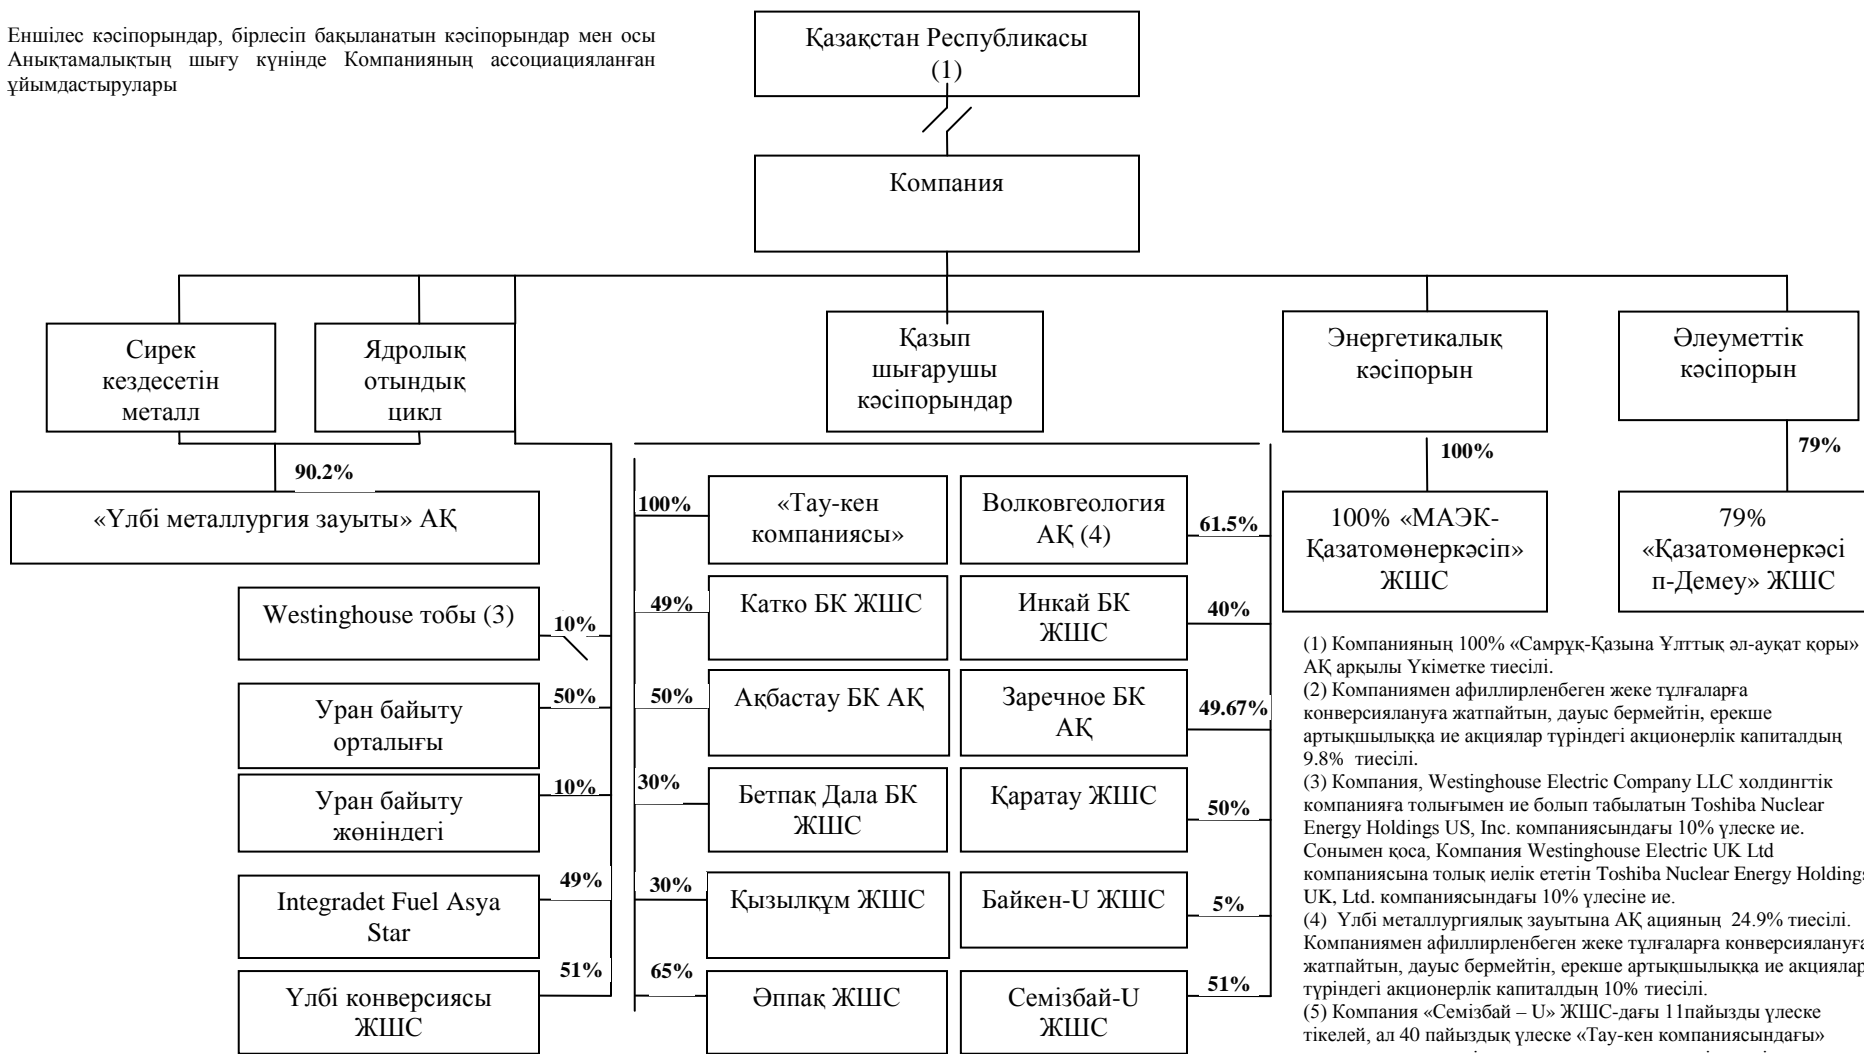 Еншілес кәсіпорындар, бірлесіп бақыланатын кәсіпорындар мен осы
Анықтамалықтың шығу күнінде Компанияның ассоциацияланған
ұйымдастырулары
Қазақстан Республикасы
(1)
Компания
Сирек
кездесетін
металл
Ядролық
отындық
цикл
Қазып
шығарушы
кәсіпорындар
Энергетикалық
кәсіпорын
Әлеуметтік
кәсіпорын
90.2%
100%
79%
«Үлбі металлургия зауыты» АҚ
100% «МАЭК-
Қазатомөнеркәсіп»
ЖШС
79%
«Қазатомөнеркәсі
п-Демеу» ЖШС
Westinghouse тобы (3)
10%
Уран байыту
орталығы
50%
Уран байыту
жөніндегі
10%
Integradet Fuel Asya
Star
49%
Үлбі конверсиясы
ЖШС
51%
100%
«Тау-кен
компаниясы»
49%
Катко БК ЖШС
50%
Ақбастау БК АҚ
30%
Бетпақ Дала БК
ЖШС
30%
Қызылқұм ЖШС
65%
Әппақ ЖШС
Волковгеология
АҚ (4)
61.5%
Инкай БК
ЖШС
40%
Заречное БК
АҚ
49.67%
Қаратау ЖШС
50%
Байкен-U ЖШС
5%
Семізбай-U
ЖШС
51%
(1) Компанияның 100% «Самрұк-Қазына Ұлттық әл-ауқат қоры»
АҚ арқылы Үкіметке тиесілі.
(2) Компаниямен афиллирленбеген жеке тұлғаларға
конверсиялануға жатпайтын, дауыс бермейтін, ерекше
артықшылыққа ие акциялар түріндегі акционерлік капиталдың
9.8% тиесілі.
(3) Компания, Westinghouse Electric Company LLC холдингтік
компанияға толығымен ие болып табылатын Toshiba Nuclear
Energy Holdings US, Inc. компаниясындағы 10% үлеске ие.
Сонымен қоса, Компания Westinghouse Electric UK Ltd
компаниясына толық иелік ететін Toshiba Nuclear Energy Holdings
UK, Ltd. компаниясындағы 10% үлесіне ие.
(4) Үлбі металлургиялық зауытына АҚ ацияның 24.9% тиесілі.
Компаниямен афиллирленбеген жеке тұлғаларға конверсиялануға
жатпайтын, дауыс бермейтін, ерекше артықшылыққа ие акциялар
түріндегі акционерлік капиталдың 10% тиесілі.
(5) Компания «Семізбай – U» ЖШС-дағы 11пайызды үлеске
тікелей, ал 40 пайыздық үлеске «Тау-кен компаниясындағы»